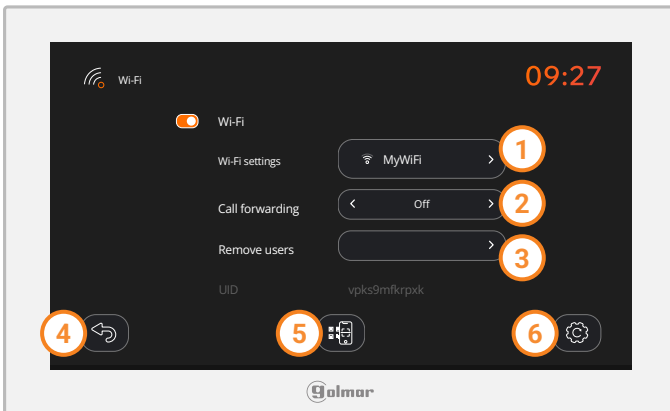 Wi-Fi 09:27
Wi-Fi
Wi-Fi settings MyWiFi 1
Call forwarding Off 2
Remove users 3
UID vpks9mfkrpxk
4 5 6
golmar